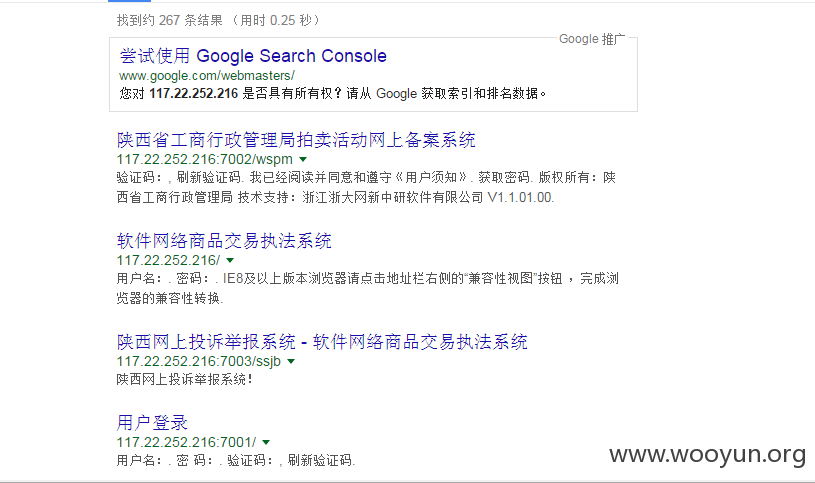 找到约 267 条结果 （用时 0.25 秒）
Google 推广
尝试使用 Google Search Console
www.google.com/webmasters/
您对 117.22.252.216 是否具有所有权？请从 Google 获取索引和排名数据。
陕西省工商行政管理局拍卖活动网上备案系统
117.22.252.216:7002/wspm
验证码：, 刷新验证码. 我已经阅读并同意和遵守《用户须知》. 获取密码. 版权所有：陕
西省工商行政管理局 技术支持：浙江浙大网新中研软件有限公司 V1.1.01.00.
软件网络商品交易执法系统
117.22.252.216/
用户名：. 密码：. IE8及以上版本浏览器请点击地址栏右侧的“兼容性视图”按钮 ，完成浏
览器的兼容性转换.
陕西网上投诉举报系统 - 软件网络商品交易执法系统
117.22.252.216:7003/ssjb
陕西网上投诉举报系统！
用户登录
117.22.252.216:7001/
用户名：. 密 码：. 验证码：, 刷新验证码.
www.wooyun.org